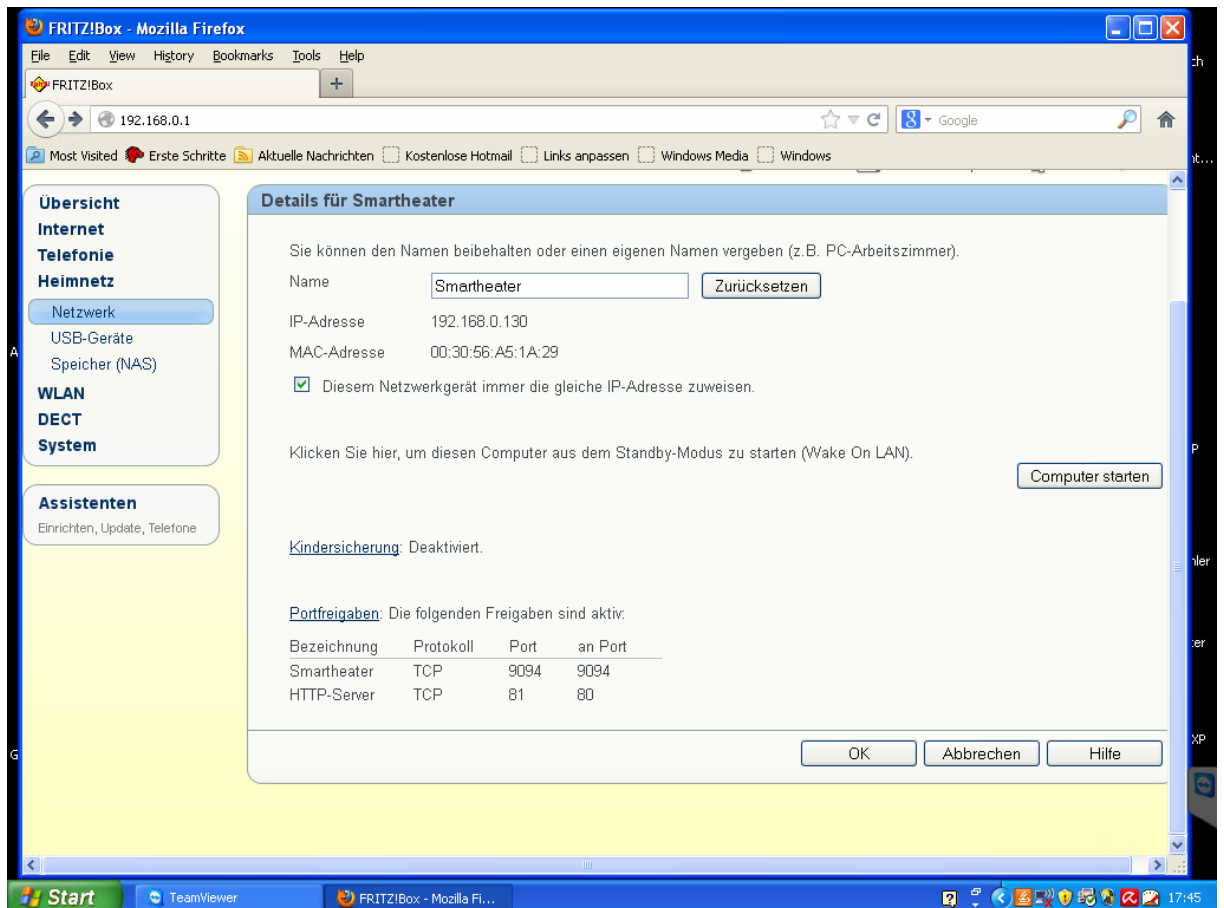 FRITZ!Box - Mozilla Firefox
File Edit View History Bookmarks Tools Help
FRITZ!Box
192.168.0.1
Google
Most Visited Erste Schritte Aktuelle Nachrichten Kostenlose Hotmail Links anpassen Windows Media Windows
Übersicht
Internet
Telefonie
Heimnetz
Netzwerk
USB-Geräte
Speicher (NAS)
WLAN
DECT
System
Assistenten
Einrichten, Update, Telefone
Details für Smartheater
Sie können den Namen beibehalten oder einen eigenen Namen vergeben (z.B. PC-Arbeitszimmer).
Name Smartheater Zurücksetzen
IP-Adresse 192.168.0.130
MAC-Adresse 00:30:56:A5:1A:29
Diesem Netzwerkgerät immer die gleiche IP-Adresse zuweisen.
Klicken Sie hier, um diesen Computer aus dem Standby-Modus zu starten (Wake On LAN).
Computer starten
Kindersicherung: Deaktiviert.
Portfreigaben: Die folgenden Freigaben sind aktiv:
Bezeichnung Protokoll Port an Port
Smartheater TCP 9094 9094
HTTP-Server TCP 81 80
OK Abbrechen Hilfe
Start TeamViewer FRITZ!Box - Mozilla Fi... 17:45